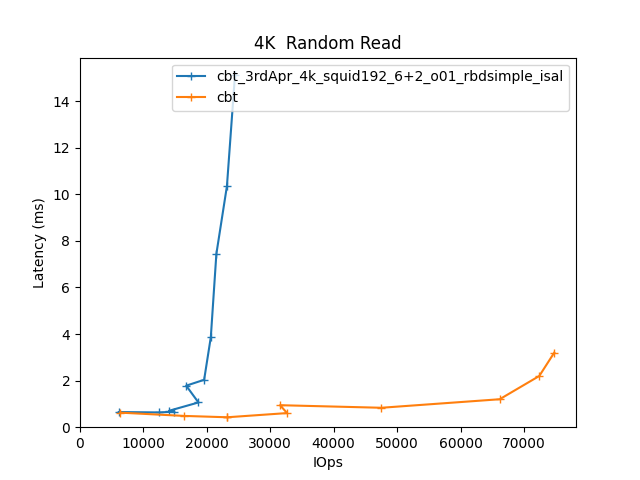 4K  Random Read
cbt_3rdApr_4k_squid192_6+2_o01_rbdsimple_isal
cbt
14
12
10
8
6
4
2
0
Latency (ms)
0 10000 20000 30000 40000 50000 60000 70000
IOps